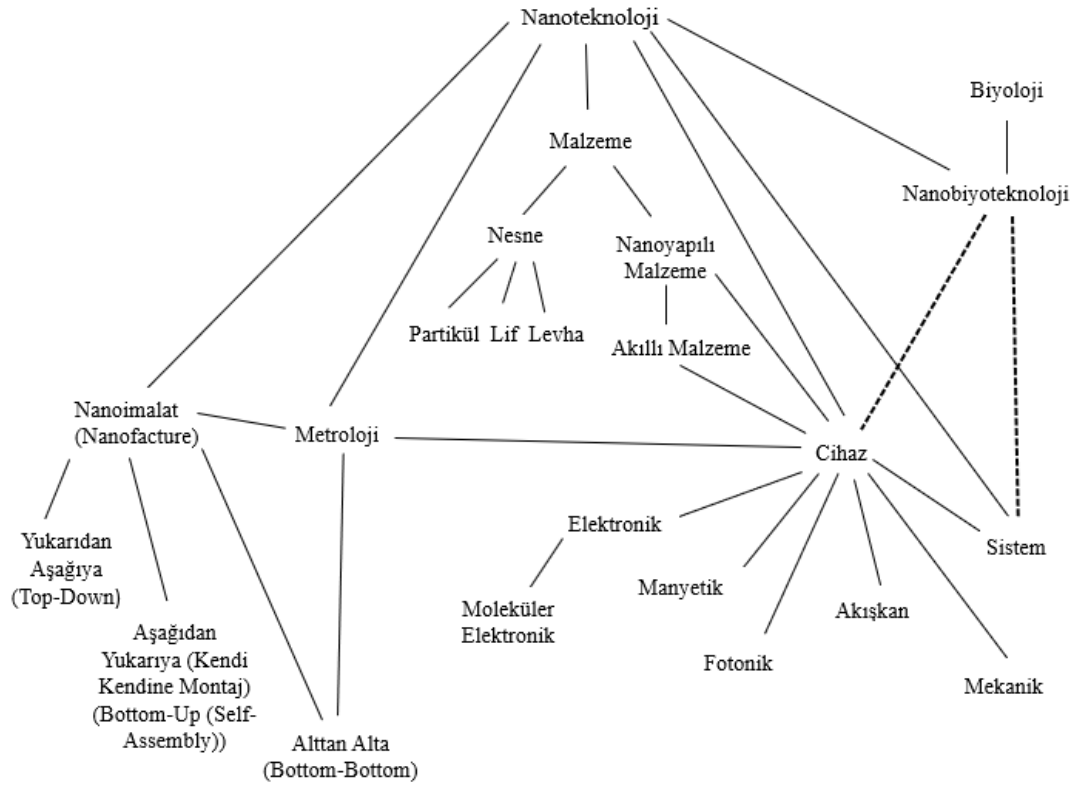 Nanoteknoloji
Biyoloji
Malzeme
Nanobiyoteknoloji
Nesne
Nanoyapılı
Malzeme
Partikül Lif Levha
Akıllı Malzeme
Nanoimalat
(Nanofacture)
Metroloji
Cihaz
Elektronik
Sistem
Yukarıdan
Aşağıya
(Top-Down)
Manyetik
Moleküler
Elektronik
Akışkan
Aşağıdan
Yukarıya (Kendi
Kendine Montaj)
(Bottom-Up (Self-
Assembly))
Fotonik
Mekanik
Alttan Alta
(Bottom-Bottom)